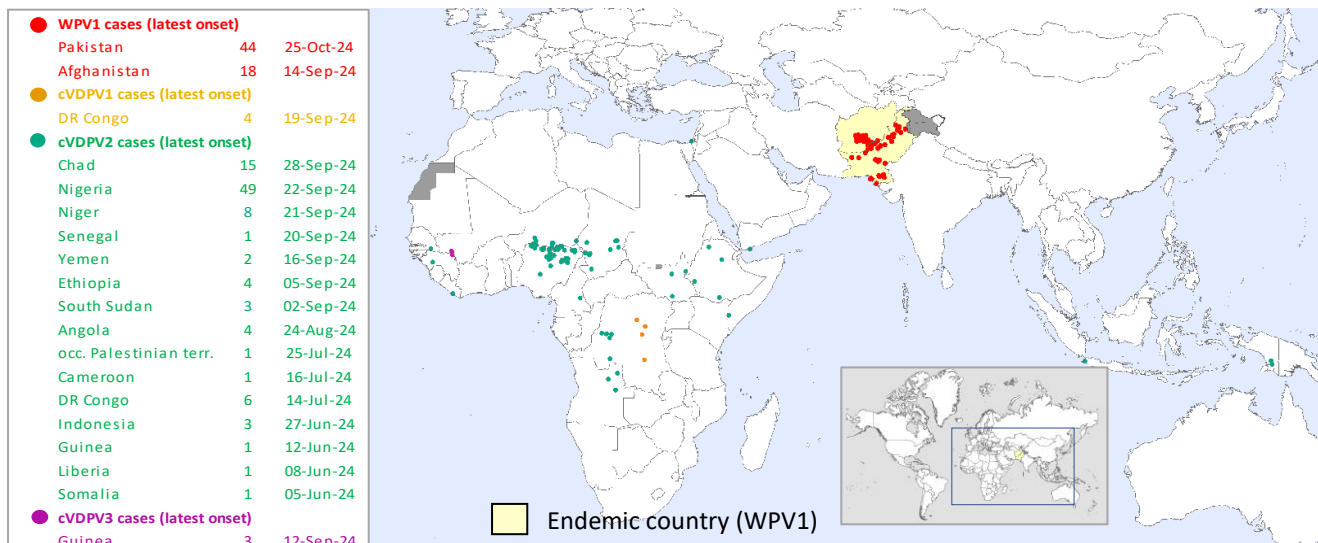 WPV1 cases (latest onset)
Pakistan 44 25-Oct-24
Afghanistan 18 14-Sep-24
cVDPV1 cases (latest onset)
DR Congo 4 19-Sep-24
cVDPV2 cases (latest onset)
Chad 15 28-Sep-24
Nigeria 49 22-Sep-24
Niger 8 21-Sep-24
Senegal 1 20-Sep-24
Yemen 2 16-Sep-24
Ethiopia 4 05-Sep-24
South Sudan 3 02-Sep-24
Angola 4 24-Aug-24
occ. Palestinian terr. 1 25-Jul-24
Cameroon 1 16-Jul-24
DR Congo 6 14-Jul-24
Indonesia 3 27-Jun-24
Guinea 1 12-Jun-24
Liberia 1 08-Jun-24
Somalia 1 05-Jun-24
cVDPV3 cases (latest onset)
Guinea 3 12-Sep-24
Endemic country (WPV1)